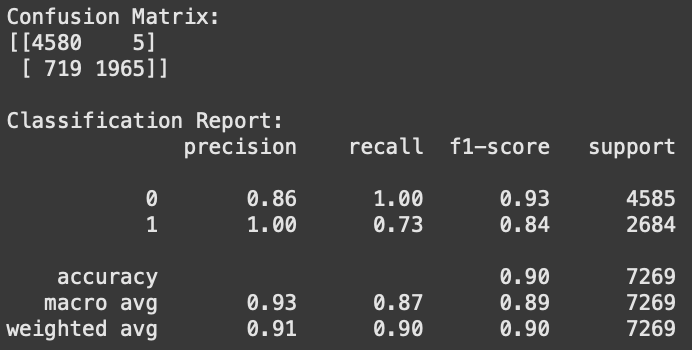 Confusion Matrix:
[[4580    5]
 [ 719 1965]]
Classification Report:
              precision    recall  f1-score   support
           0       0.86      1.00      0.93      4585
           1       1.00      0.73      0.84      2684
    accuracy                           0.90      7269
   macro avg       0.93      0.87      0.89      7269
weighted avg       0.91      0.90      0.90      7269